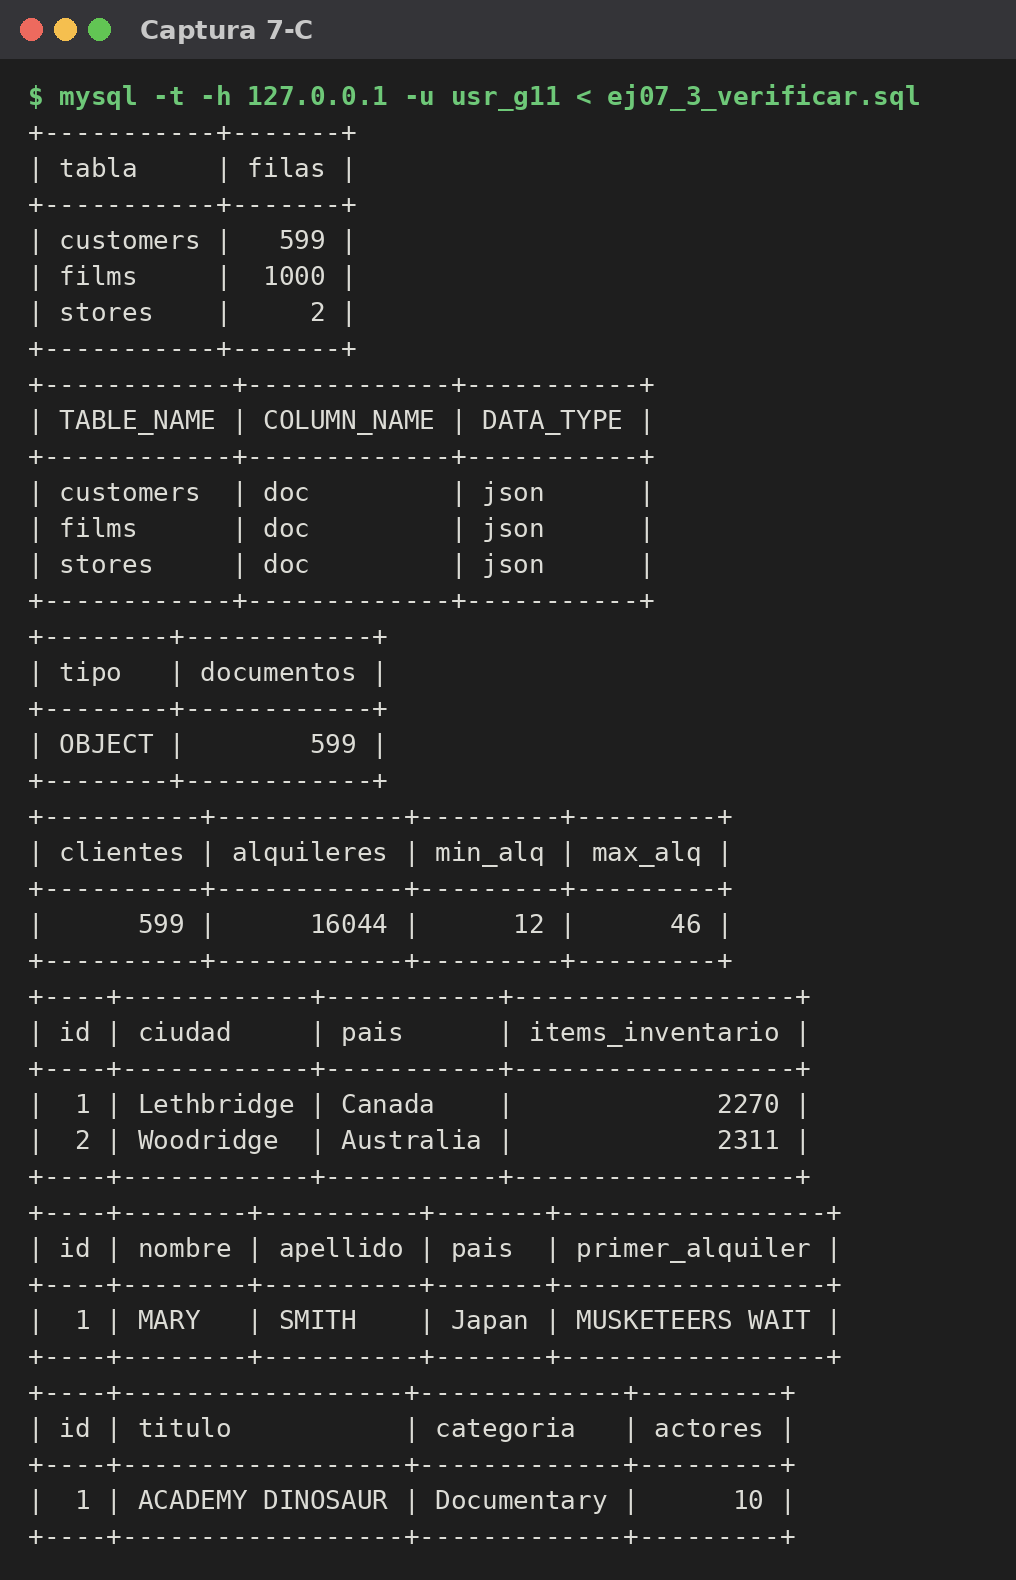 Captura 7-C
$ mysql -t -h 127.0.0.1 -u usr_g11 < ej07_3_verificar.sql
+-----------+-------+
| tabla     | filas |
+-----------+-------+
| customers |   599 |
| films     |  1000 |
| stores    |     2 |
+-----------+-------+
+------------+-------------+-----------+
| TABLE_NAME | COLUMN_NAME | DATA_TYPE |
+------------+-------------+-----------+
| customers  | doc         | json      |
| films      | doc         | json      |
| stores     | doc         | json      |
+------------+-------------+-----------+
+--------+------------+
| tipo   | documentos |
+--------+------------+
| OBJECT |        599 |
+--------+------------+
+----------+------------+---------+---------+
| clientes | alquileres | min_alq | max_alq |
+----------+------------+---------+---------+
|      599 |      16044 |      12 |      46 |
+----------+------------+---------+---------+
+----+------------+-----------+------------------+
| id | ciudad     | pais      | items_inventario |
+----+------------+-----------+------------------+
|  1 | Lethbridge | Canada    |             2270 |
|  2 | Woodridge  | Australia |             2311 |
+----+------------+-----------+------------------+
+----+--------+----------+-------+-----------------+
| id | nombre | apellido | pais  | primer_alquiler |
+----+--------+----------+-------+-----------------+
|  1 | MARY   | SMITH    | Japan | MUSKETEERS WAIT |
+----+--------+----------+-------+-----------------+
+----+------------------+-------------+---------+
| id | titulo           | categoria   | actores |
+----+------------------+-------------+---------+
|  1 | ACADEMY DINOSAUR | Documentary |      10 |
+----+------------------+-------------+---------+